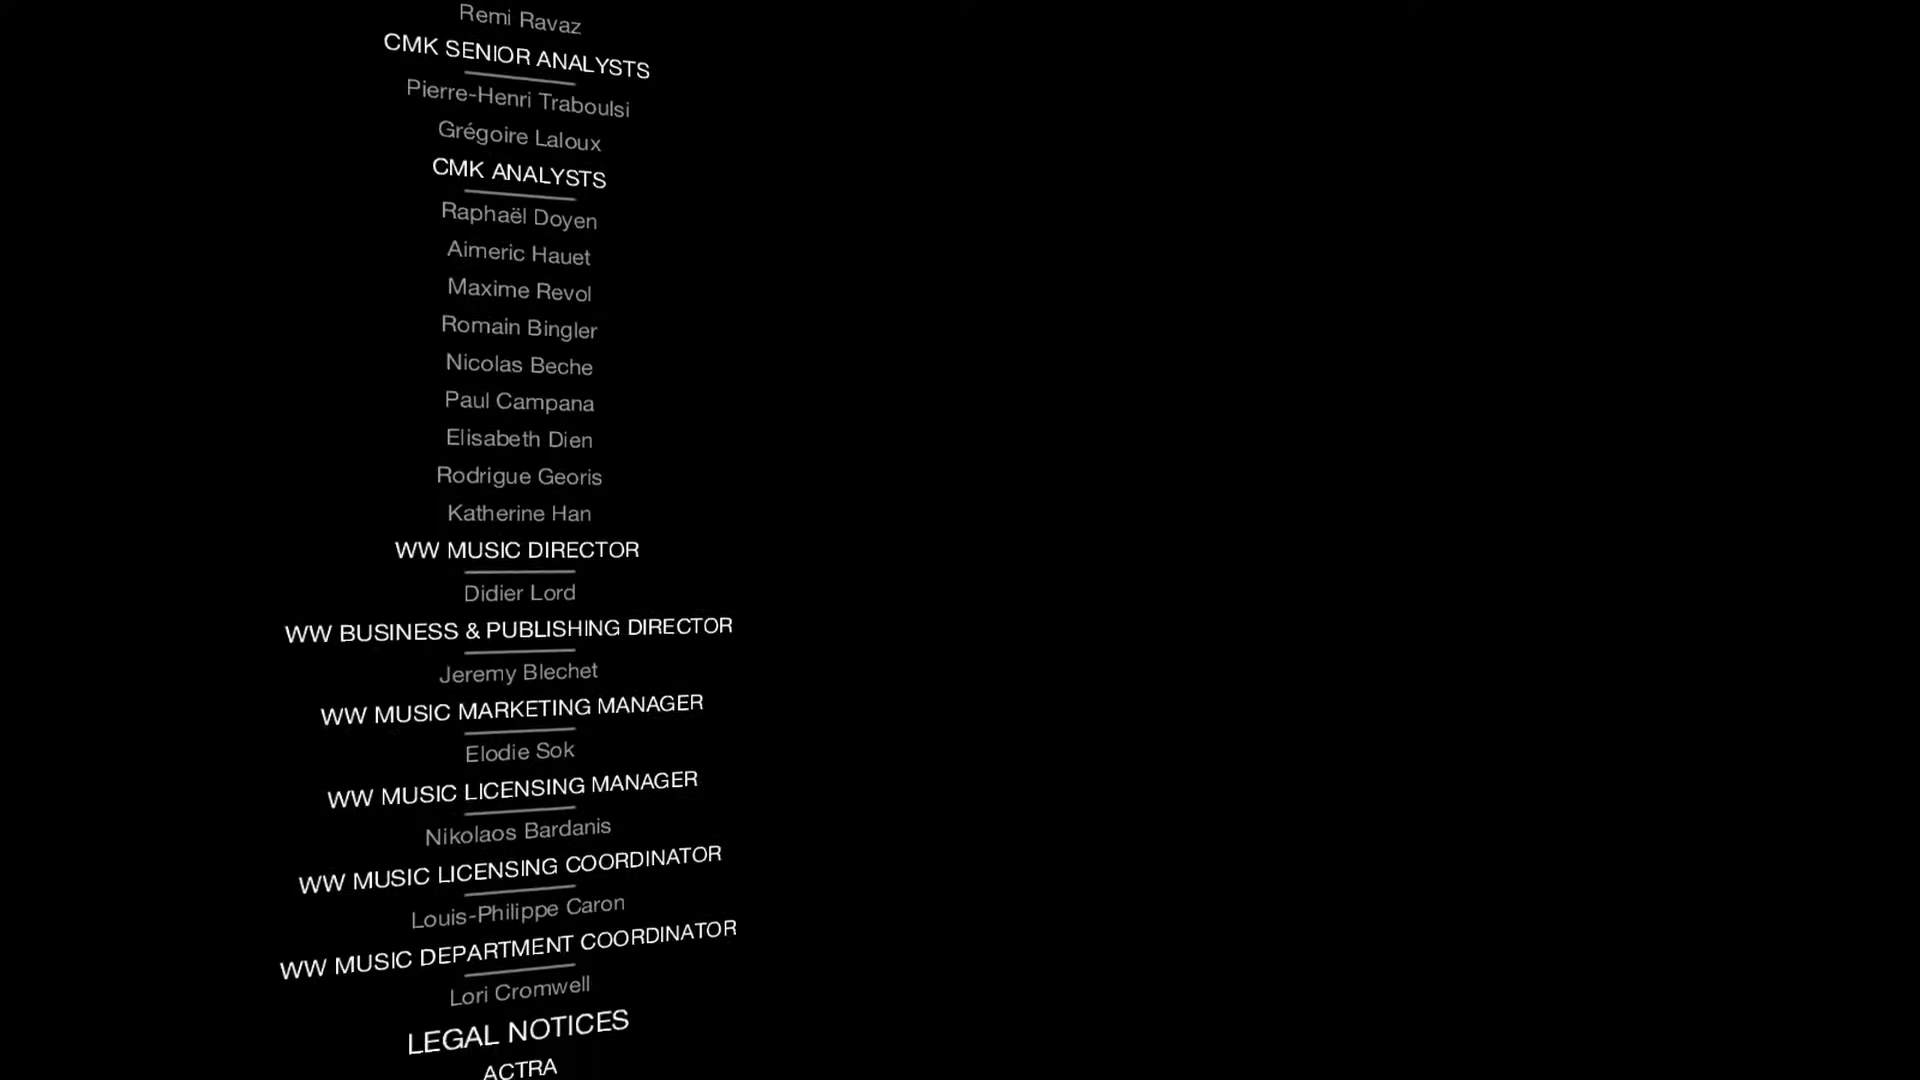 Remi Ravaz
CMK SENIOR ANALYSTS
Pierre-Henri Traboulsi
Grégoire Laloux
CMK ANALYSTS
Raphaël Doyen
Aimeric Hauet
Maxime Revol
Romain Bingler
Nicolas Beche
Paul Campana
Elisabeth Dien
Rodrigue Georis
Katherine Han
WW MUSIC DIRECTOR
Didier Lord
WW BUSINESS & PUBLISHING DIRECTOR
Jeremy Blechet
WW MUSIC MARKETING MANAGER
Elodie Sok
WW MUSIC LICENSING MANAGER
Nikolaos Bardanis
WW MUSIC LICENSING COORDINATOR
Louis-Philippe Caron
WW MUSIC DEPARTMENT COORDINATOR
Lori Cromwell
LEGAL NOTICES
ACTRA